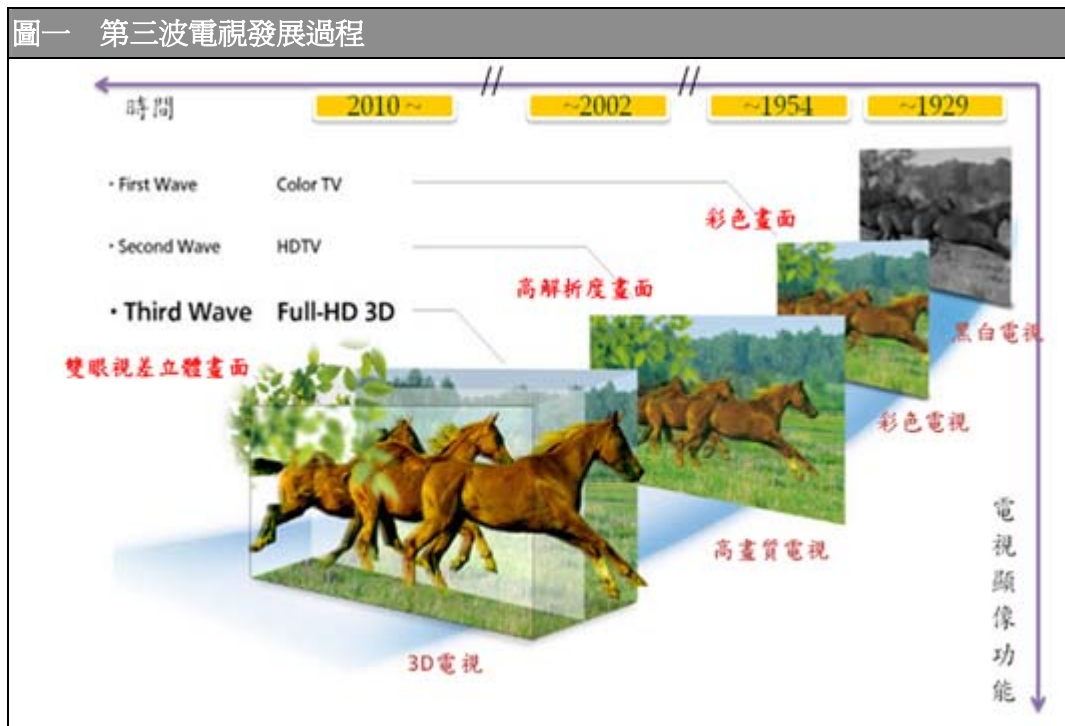 圖一 第三波電視發展過程
時間
2010 ~
~2002
~1954
~1929
· First Wave Color TV
彩色畫面
· Second Wave HDTV
高解析度畫面
· Third Wave Full-HD 3D
雙眼視差立體畫面
黑白電視
彩色電視
高畫質電視
3D電視
電視顯像功能